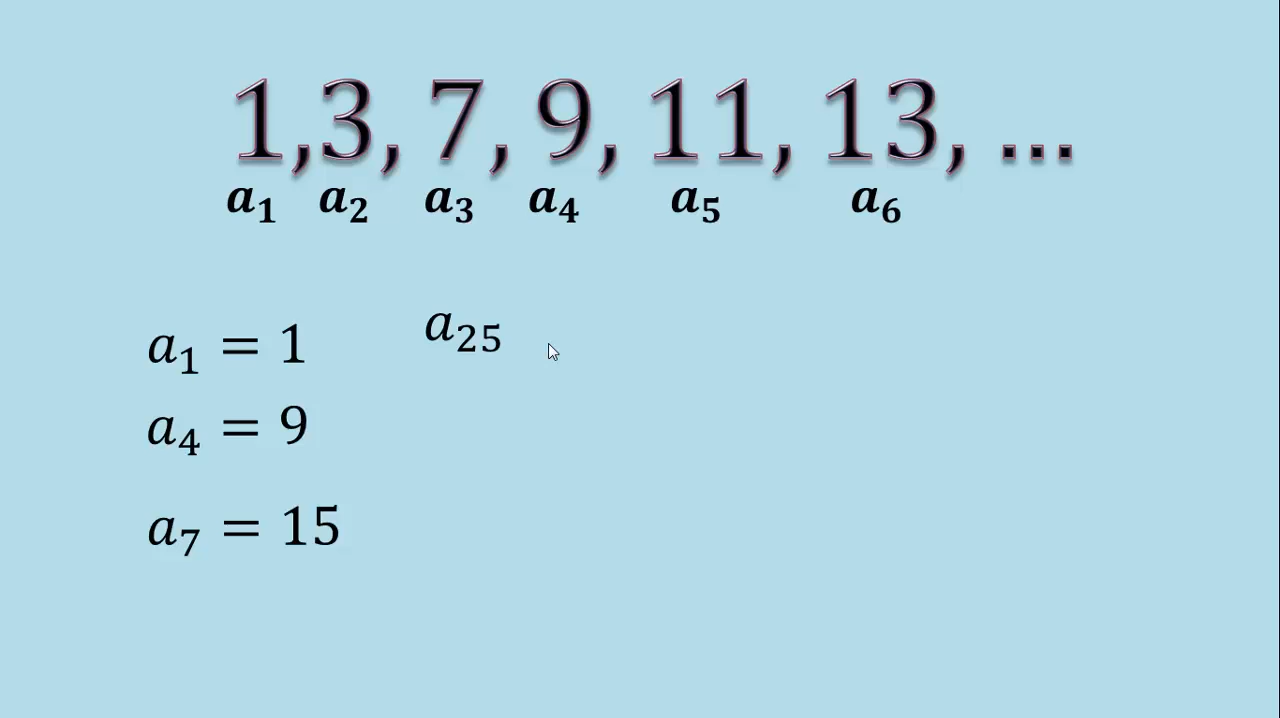 1,3, 7, 9, 11, 13, ...
a₁ a₂ a₃ a₄ a₅ a₆
a₁ = 1 a₂₅
a₄ = 9
a₇ = 15